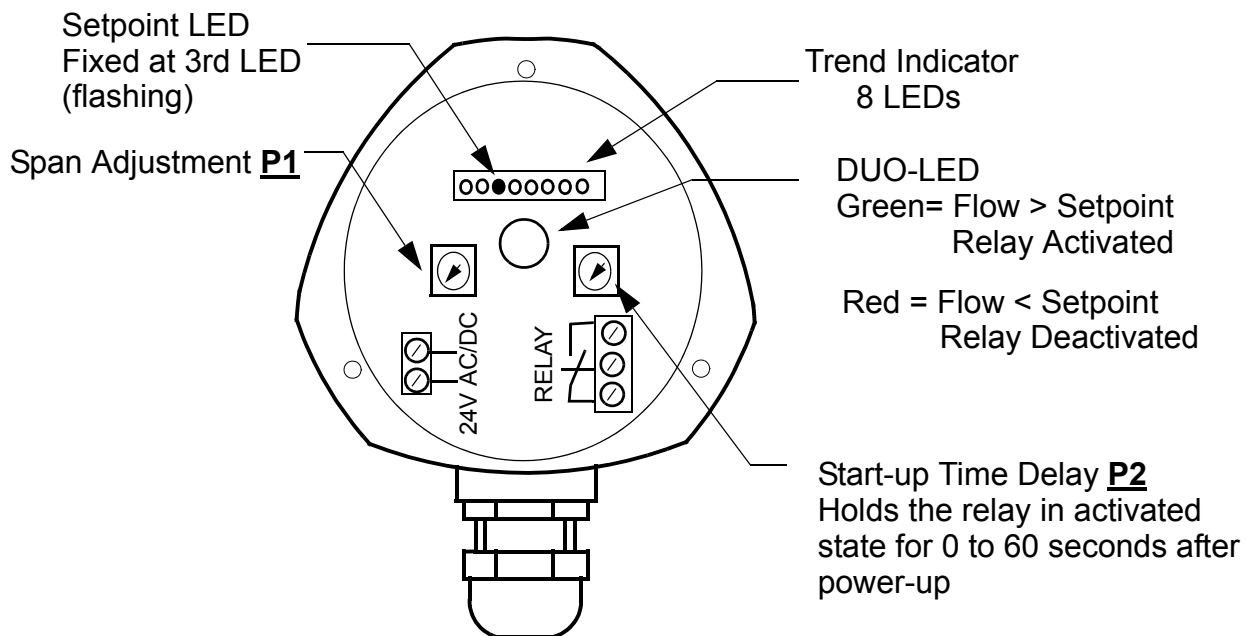 Setpoint LED
Fixed at 3rd LED
(flashing)
Span Adjustment P1
Trend Indicator
8 LEDs
DUO-LED
Green= Flow > Setpoint
Relay Activated
Red = Flow < Setpoint
Relay Deactivated
24V AC/DC
RELAY
Start-up Time Delay P2
Holds the relay in activated
state for 0 to 60 seconds after
power-up